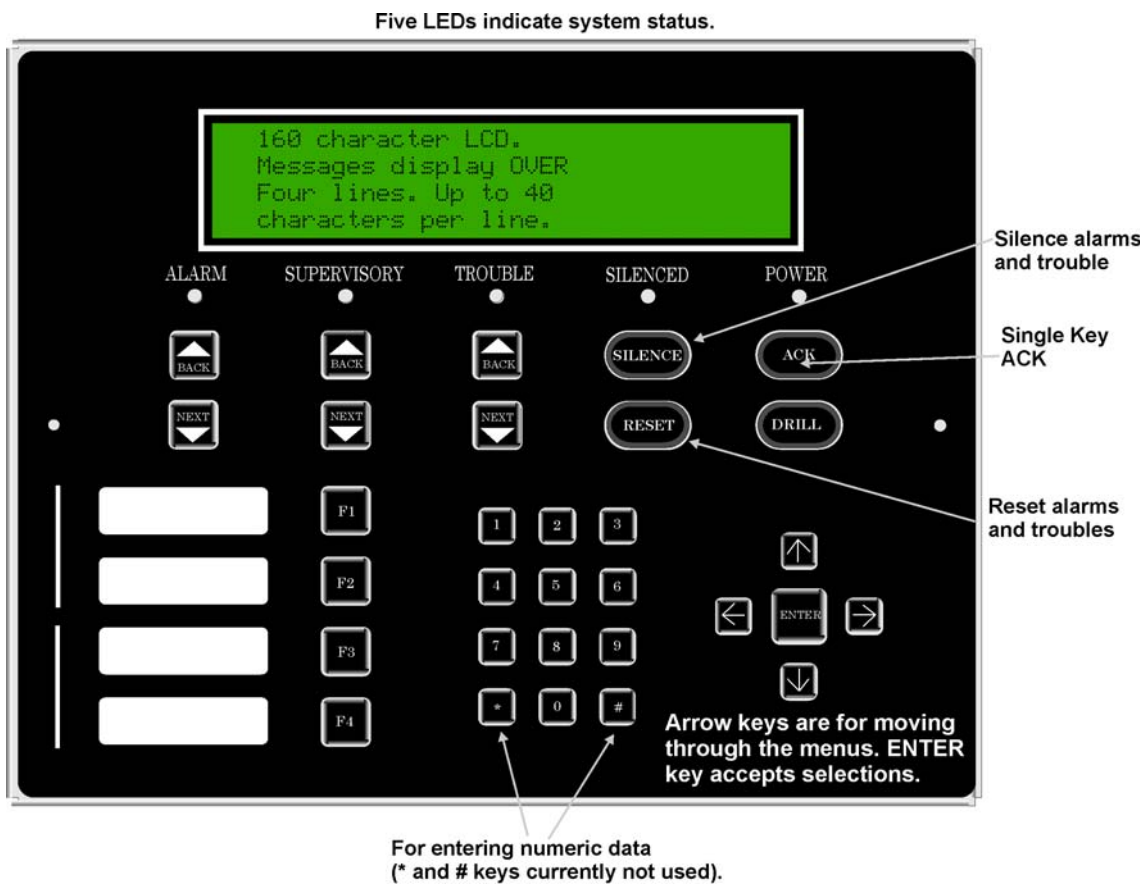 Five LEDs indicate system status.
160 character LCD.
Messages display OVER
Four lines. Up to 40
characters per line.
ALARM
SUPERVISORY
TROUBLE
SILENCED
POWER
Silence alarms
and trouble
BACK
BACK
BACK
SILENCE
ACK
Single Key
ACK
NEXT
NEXT
NEXT
RESET
DRILL
Reset alarms
and troubles
F1
F2
F3
F4
1 2 3
4 5 6
7 8 9
* 0 #
ENTER
Arrow keys are for moving
through the menus. ENTER
key accepts selections.
For entering numeric data
(* and # keys currently not used).